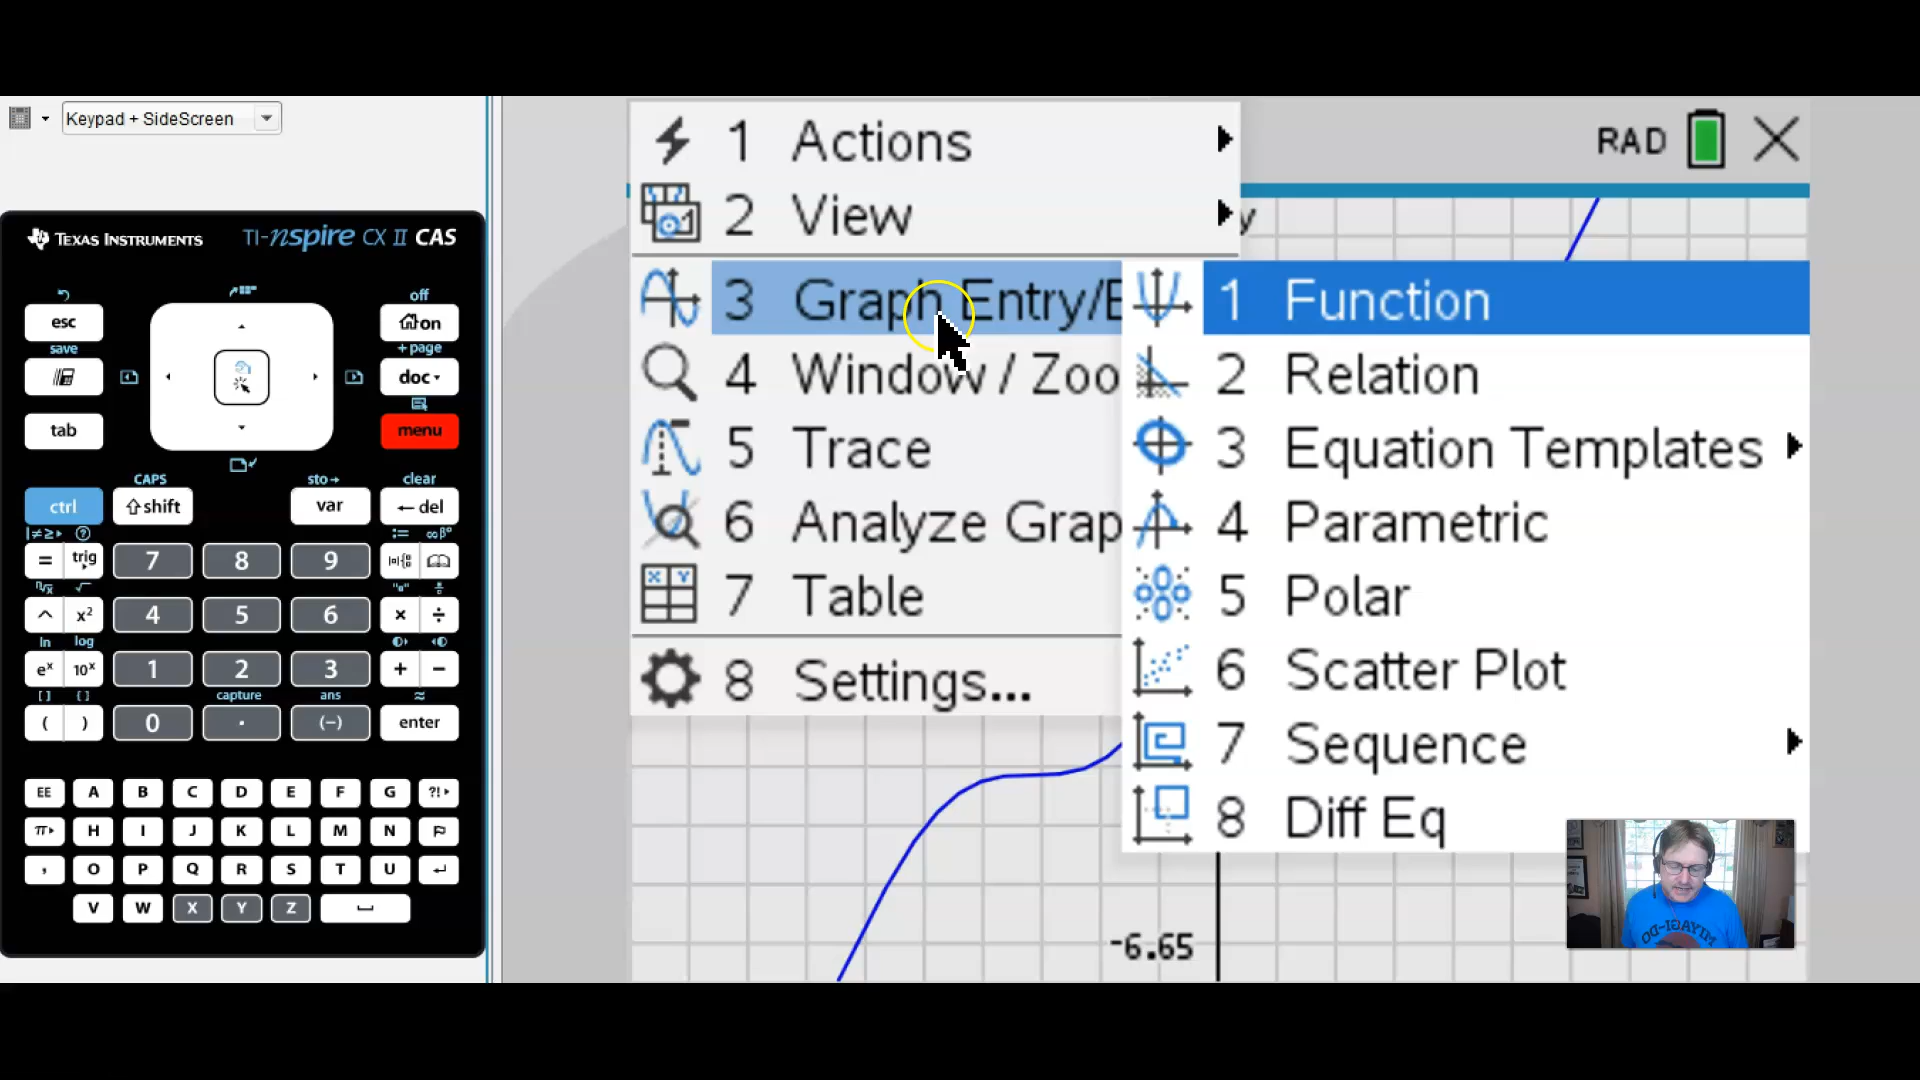 Keypad + SideScreen
TEXAS INSTRUMENTS
TI-nspire CX II CAS
off
esc
on
save
+ page
doc
tab
menu
CAPS
sto→
clear
ctrl
shift
var
← del
|≠≥▸
:=
∞β°
= trig 7 8 9
"□"
^ x² 4 5 6 × ÷
ln log
eˣ 10ˣ 1 2 3 + −
[ ] { } capture ans ≈
( ) 0 . (−) enter
EE A B C D E F G ?!▸
π▸ H I J K L M N
, O P Q R S T U
V W X Y Z
1 Actions
2 View
3 Graph Entry/E
4 Window / Zoo
5 Trace
6 Analyze Grap
7 Table
8 Settings...
RAD
y
1 Function
2 Relation
3 Equation Templates
4 Parametric
5 Polar
6 Scatter Plot
7 Sequence
8 Diff Eq
-6.65
MIYAGI-DO